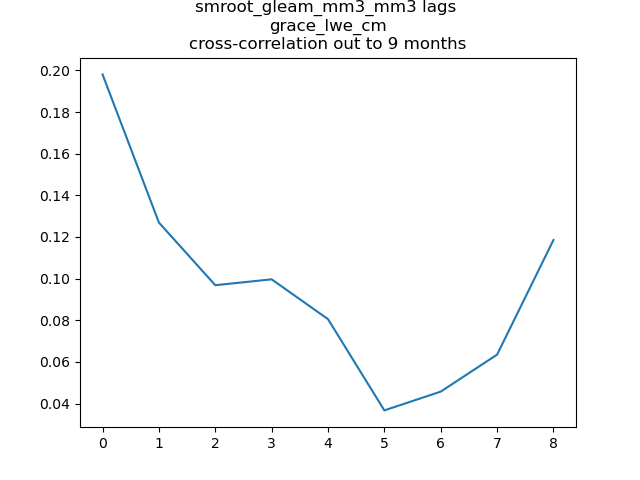 smroot_gleam_mm3_mm3 lags
grace_lwe_cm
cross-correlation out to 9 months
0.20
0.18
0.16
0.14
0.12
0.10
0.08
0.06
0.04
0 1 2 3 4 5 6 7 8